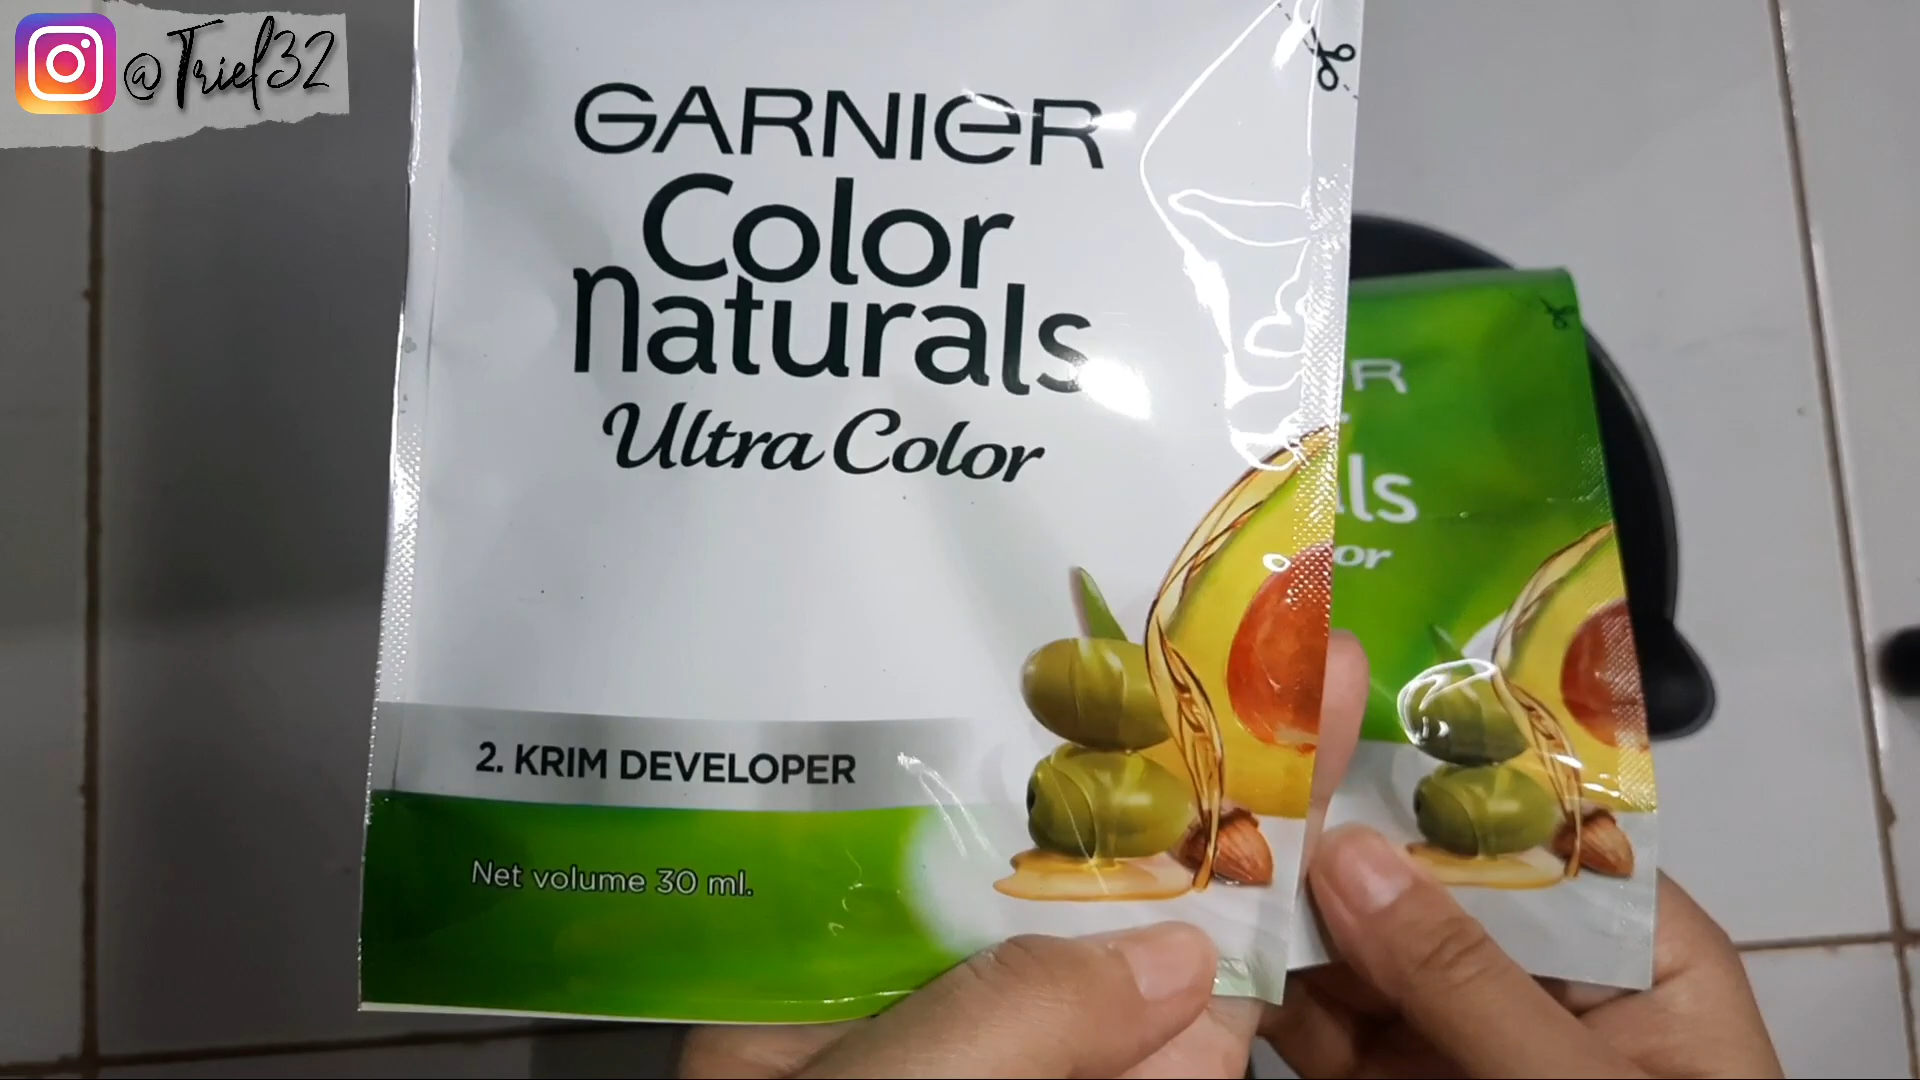 @Triel32
GARNIER
Color
Naturals
Ultra Color
2. KRIM DEVELOPER
Net volume 30 ml.
R
ls
or